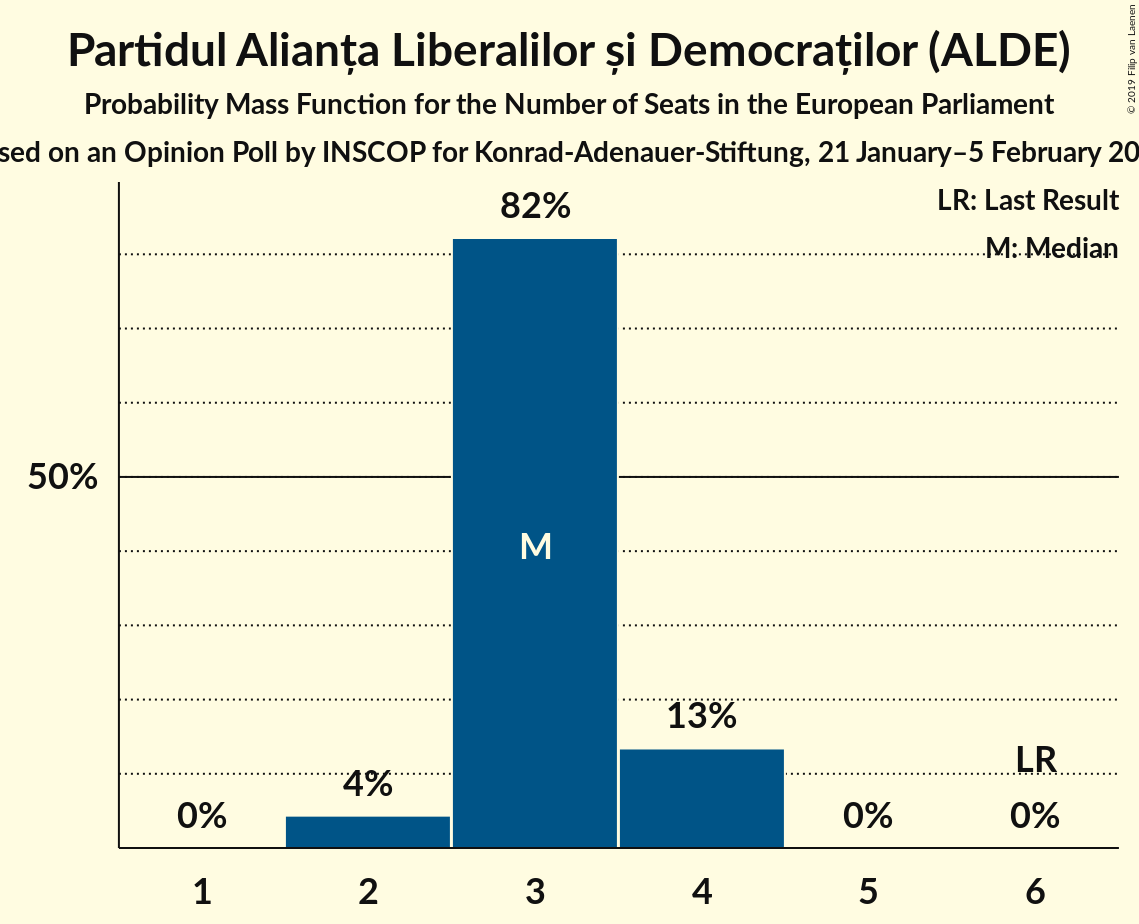 Partidul Alianța Liberalilor și Democraților (ALDE)
Probability Mass Function for the Number of Seats in the European Parliament
sed on an Opinion Poll by INSCOP for Konrad-Adenauer-Stiftung, 21 January–5 February 20
© 2019 Filip van Laenen
LR: Last Result
M: Median
82%
50%
M
13%
LR
4%
0%
0%
0%
1 2 3 4 5 6